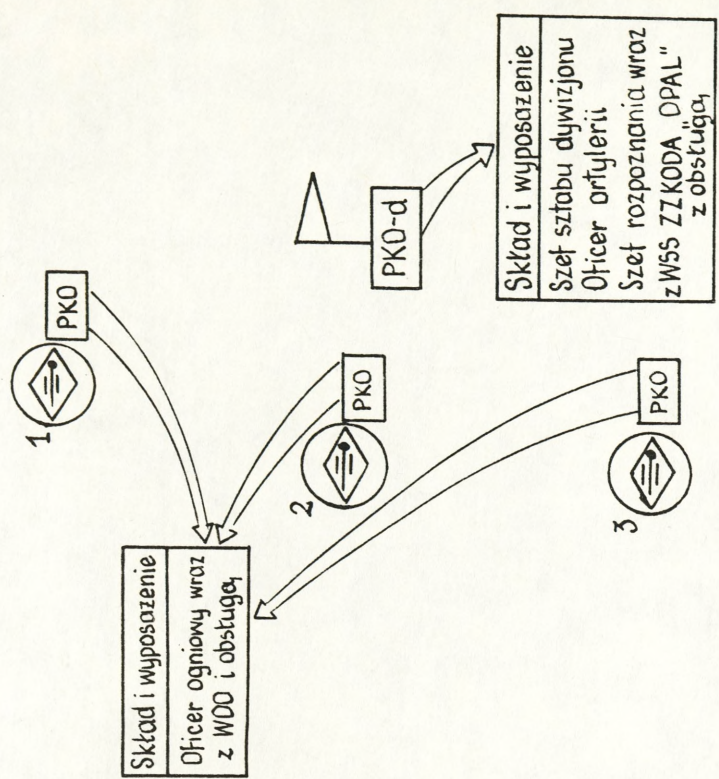 Skład i wyposażenie
Oficer ogniowy wraz
z WDO i obsługą
1
PKO
2
PKO
3
PKO
PKO-d
Skład i wyposażenie
Szef sztabu dywizjonu
Oficer artylerii
Szef rozpoznania wraz
z WSS ZZKODA „OPAL”
z obsługą